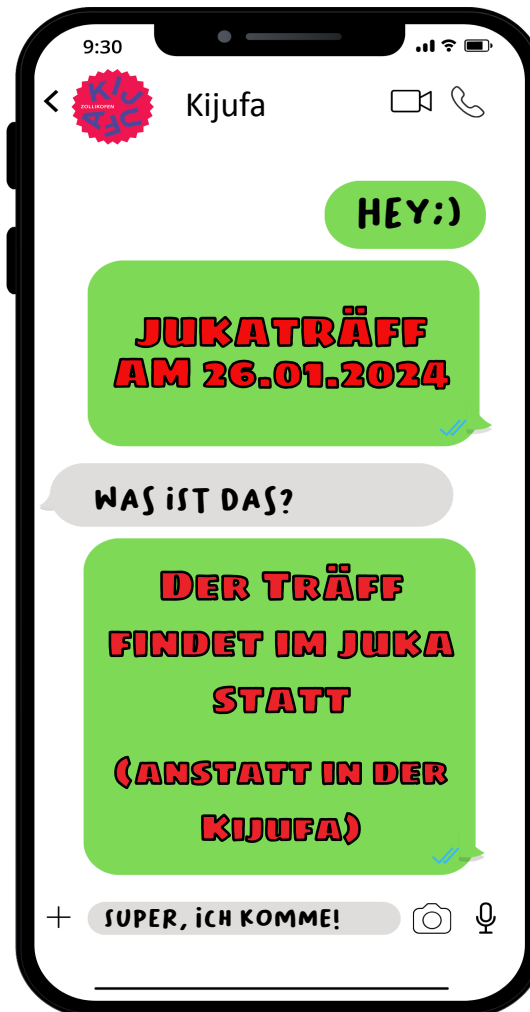 9:30
KIJUFA
ZOLLIKOFEN
Kijufa
HEY;)
JUKATRÄFF
AM 26.01.2024
WAS iST DAS?
DER TRÄFF
FINDET IM JUKA
STATT
(ANSTATT IN DER
KIJUFA)
SUPER, iCH KOMME!